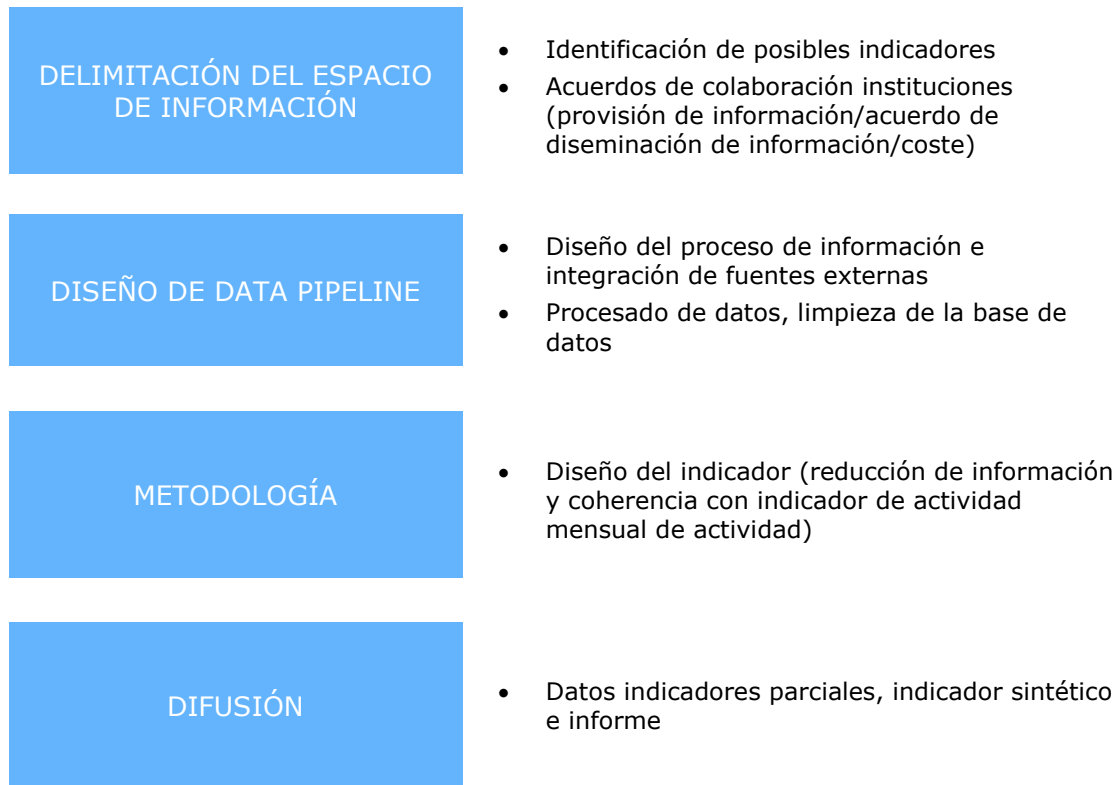 DELIMITACIÓN DEL ESPACIO
DE INFORMACIÓN
• Identificación de posibles indicadores
• Acuerdos de colaboración instituciones
(provisión de información/acuerdo de
diseminación de información/coste)
DISEÑO DE DATA PIPELINE
• Diseño del proceso de información e
integración de fuentes externas
• Procesado de datos, limpieza de la base de
datos
METODOLOGÍA
• Diseño del indicador (reducción de información
y coherencia con indicador de actividad
mensual de actividad)
DIFUSIÓN
• Datos indicadores parciales, indicador sintético
e informe